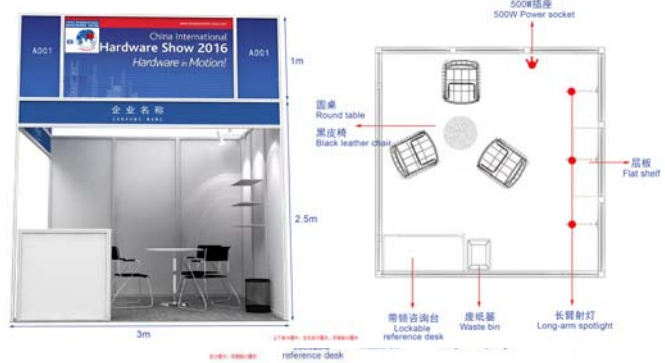 China International
Hardware Show 2016
Hardware in Motion!
A001
A001
企业名称
COMPANY NAME
1m
2.5m
3m
500W插座
500W Power socket
圆桌
Round table
黑皮椅
Black leather chair
层板
Flat shelf
带锁咨询台
Lockable
reference desk
废纸篓
Waste bin
长臂射灯
Long-arm spotlight
reference desk